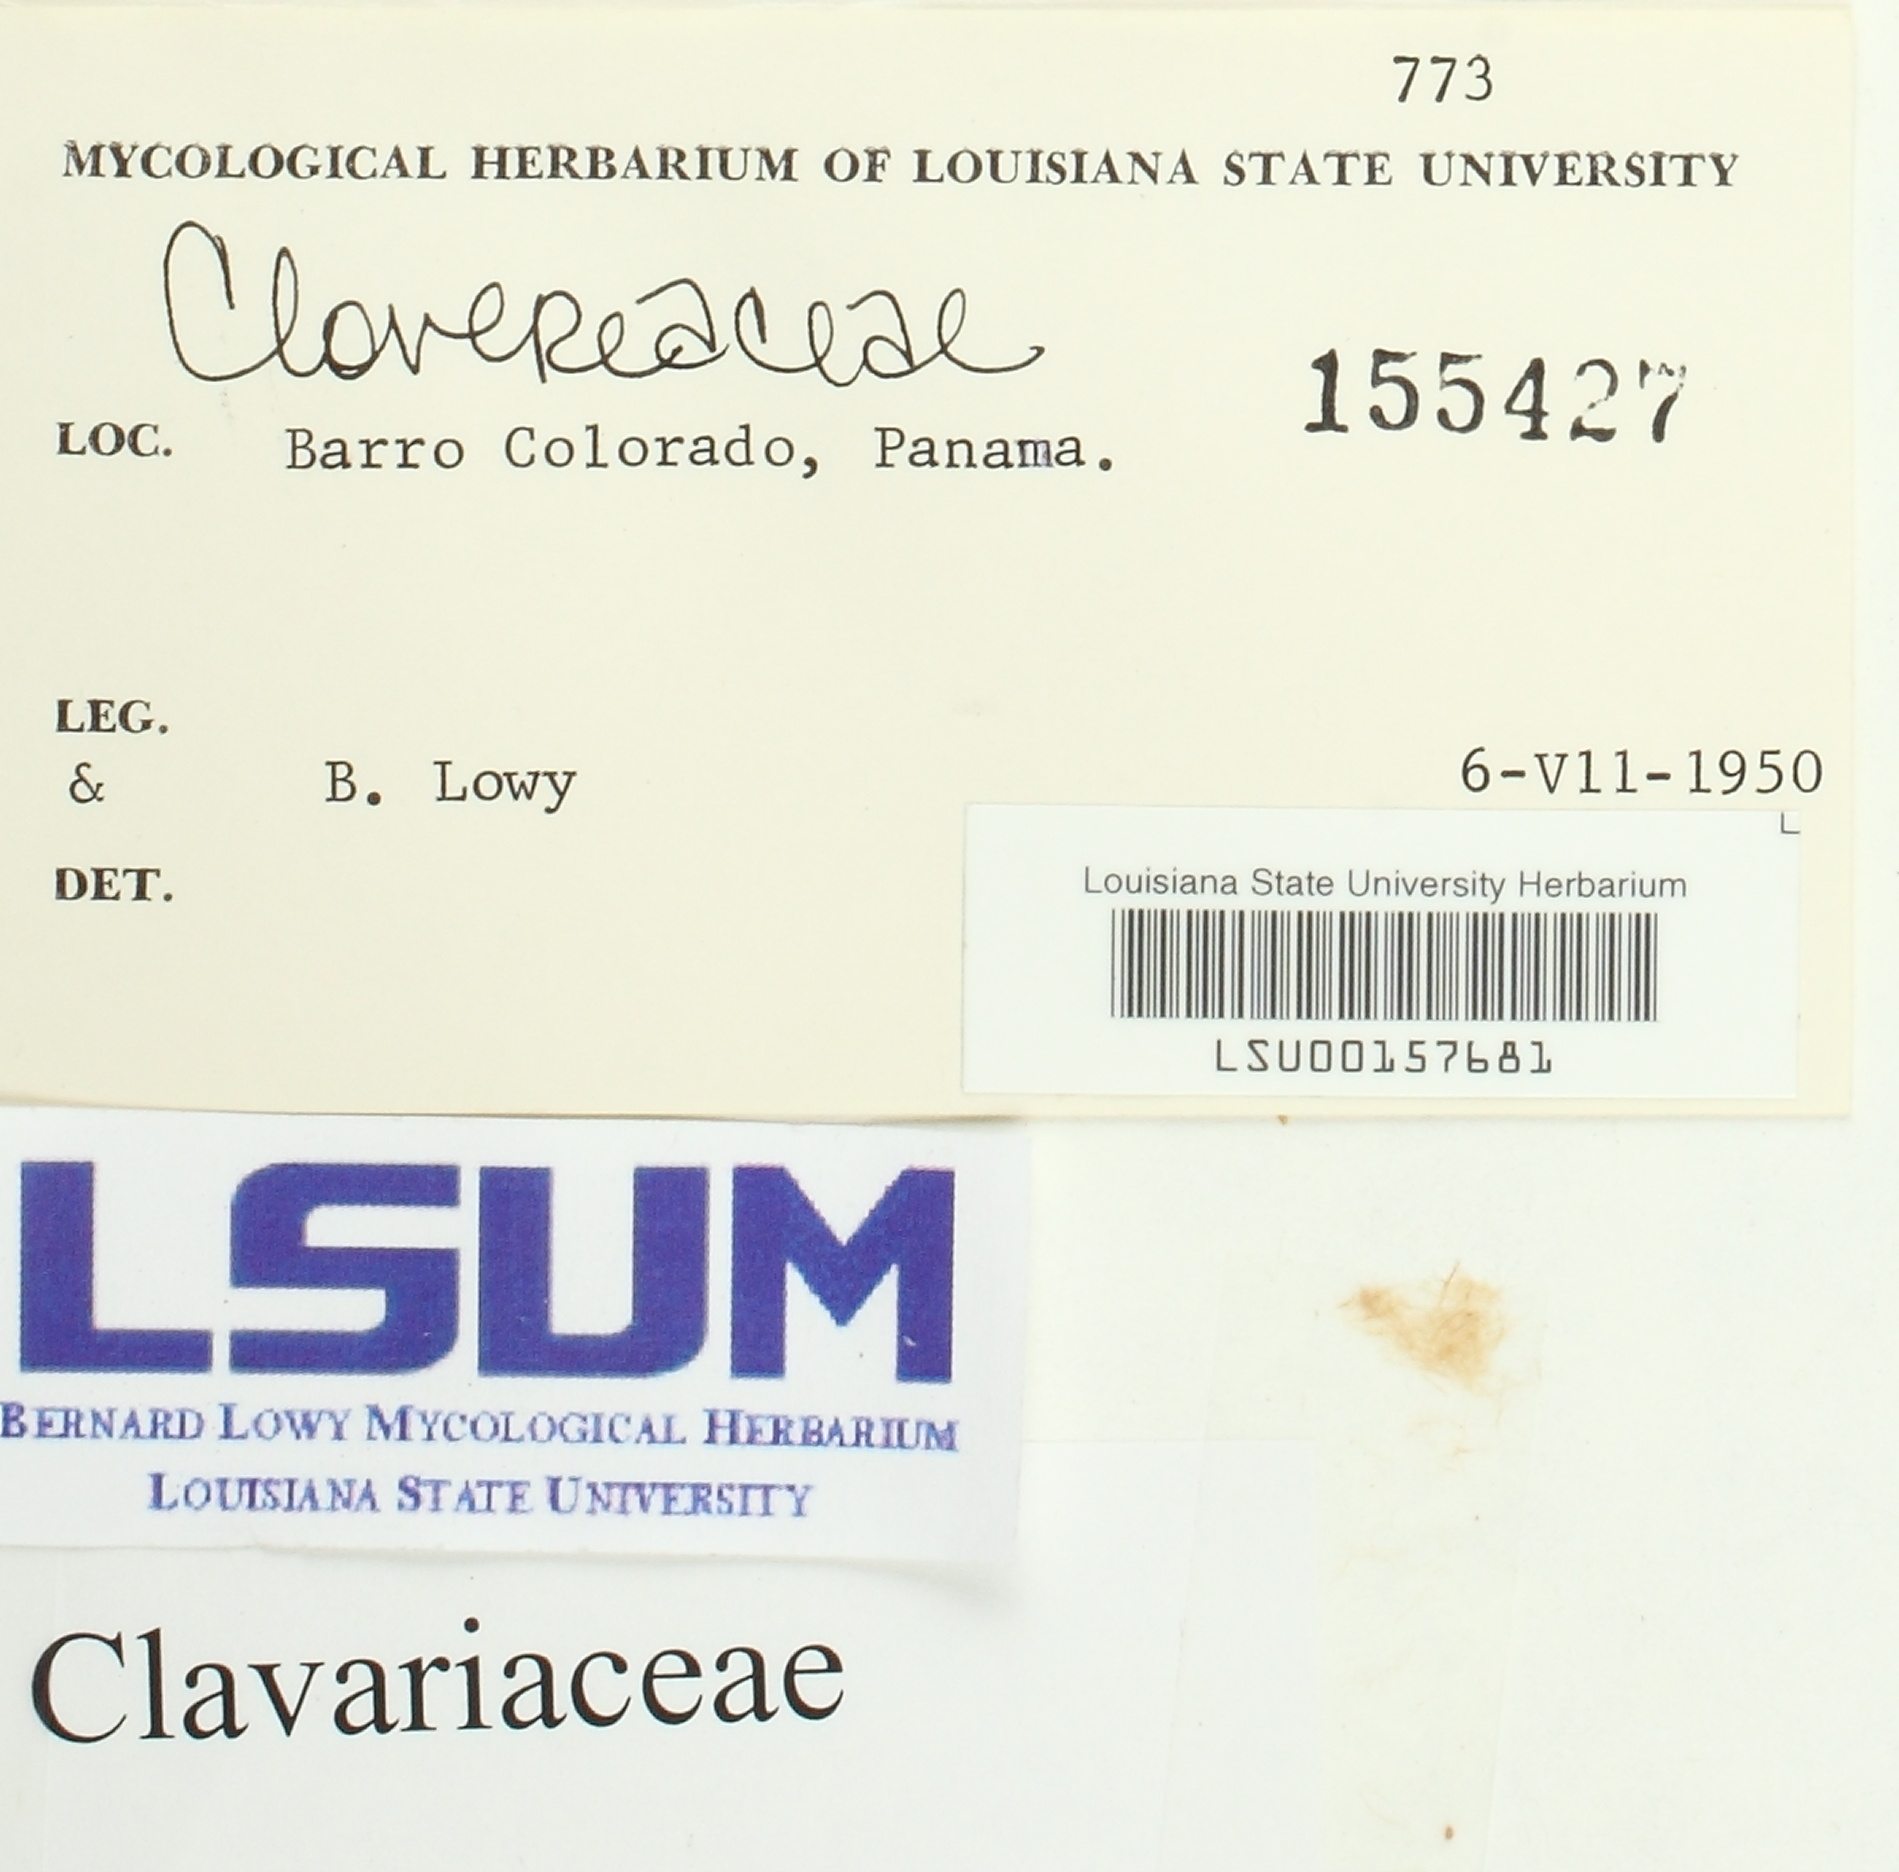 773
MYCOLOGICAL HERBARIUM OF LOUISIANA STATE UNIVERSITY
Clavereaceae
155427
LOC. Barro Colorado, Panama.
LEG.
& B. Lowy 6-V11-1950
DET.
Louisiana State University Herbarium
LSU00157681
LSUM
BERNARD LOWY MYCOLOGICAL HERBARIUM
LOUISIANA STATE UNIVERSITY
Clavariaceae